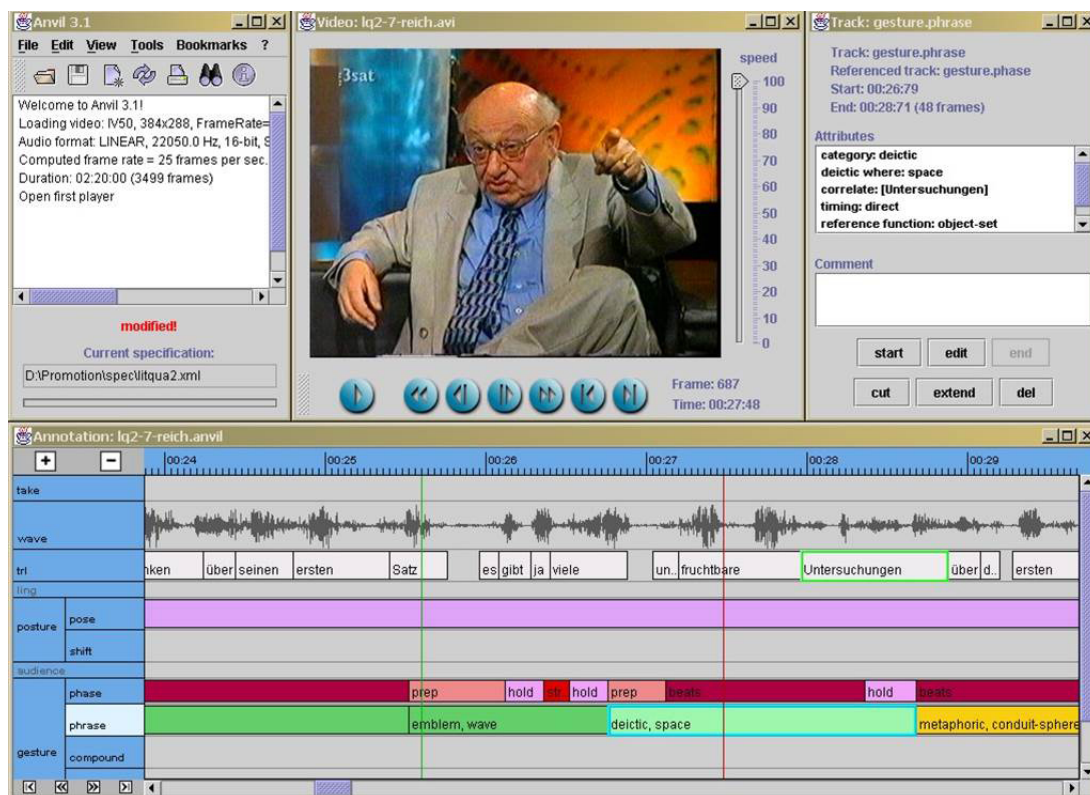 Anvil 3.1
File Edit View Tools Bookmarks ?
Welcome to Anvil 3.1!
Loading video: IV50, 384x288, FrameRate=
Audio format: LINEAR, 22050.0 Hz, 16-bit, S
Computed frame rate = 25 frames per sec.
Duration: 02:20:00 (3499 frames)
Open first player
modified!
Current specification:
D:\Promotion\spec\litqua2.xml
Video: lq2-7-reich.avi
3sat
speed
100
90
80
70
60
50
40
30
20
10
0
Frame: 687
Time: 00:27:48
Track: gesture.phrase
Track: gesture.phrase
Referenced track: gesture.phase
Start: 00:26:79
End: 00:28:71 (48 frames)
Attributes
category: deictic
deictic where: space
correlate: [Untersuchungen]
timing: direct
reference function: object-set
Comment
start edit end
cut extend del
Annotation: lq2-7-reich.anvil
+ -
00:24 00:25 00:26 00:27 00:28 00:29
take
wave
trl nken über seinen ersten Satz es gibt ja viele un.. fruchtbare Untersuchungen über d.. ersten
ling
posture pose
shift
audience
phase prep hold str hold prep beats hold beats
phrase emblem, wave deictic, space metaphoric, conduit-sphere
gesture compound